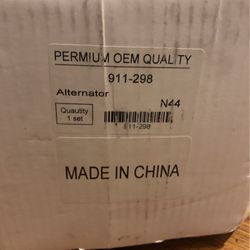 PERMIUM OEM QUALITY
911-298
Alternator
N44
Quautity
1 set
911-298
MADE IN CHINA